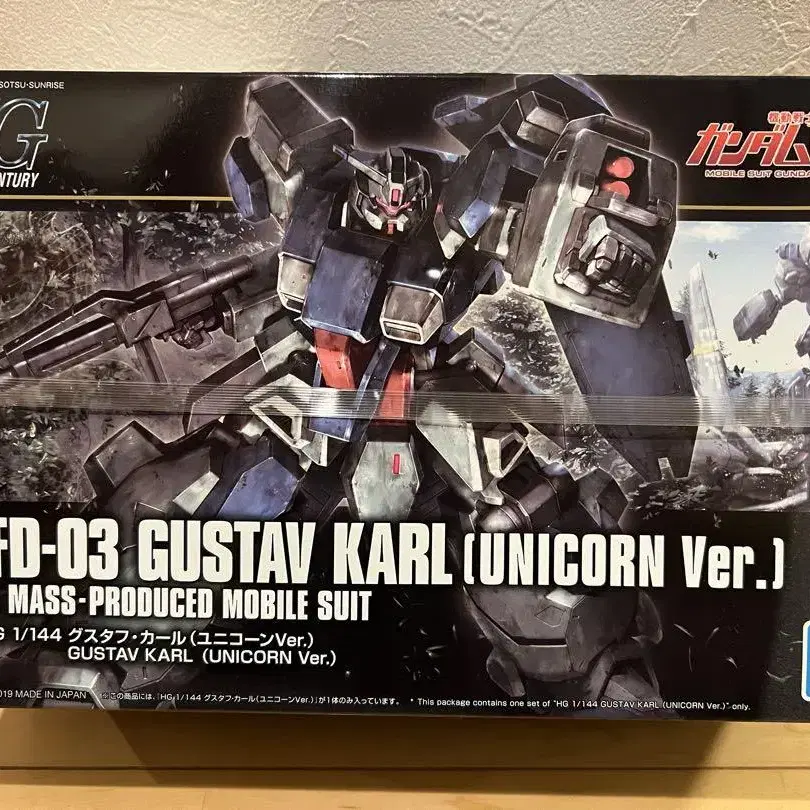 SOTSU・SUNRISE
G
機動戦士
ガンダム
MOBILE SUIT GUNDA
FD-03 GUSTAV KARL [UNICORN Ver.]
MASS-PRODUCED MOBILE SUIT
G 1/144 グスタフ・カール(ユニコーンVer.)
GUSTAV KARL (UNICORN Ver.)
019 MADE IN JAPAN ※この商品には、「HG 1/144 グスタフ・カール(ユニコーンVer.)」が1体のみ入っています。 * This package contains one set of "HG 1/144 GUSTAV KARL (UNICORN Ver.)" only.